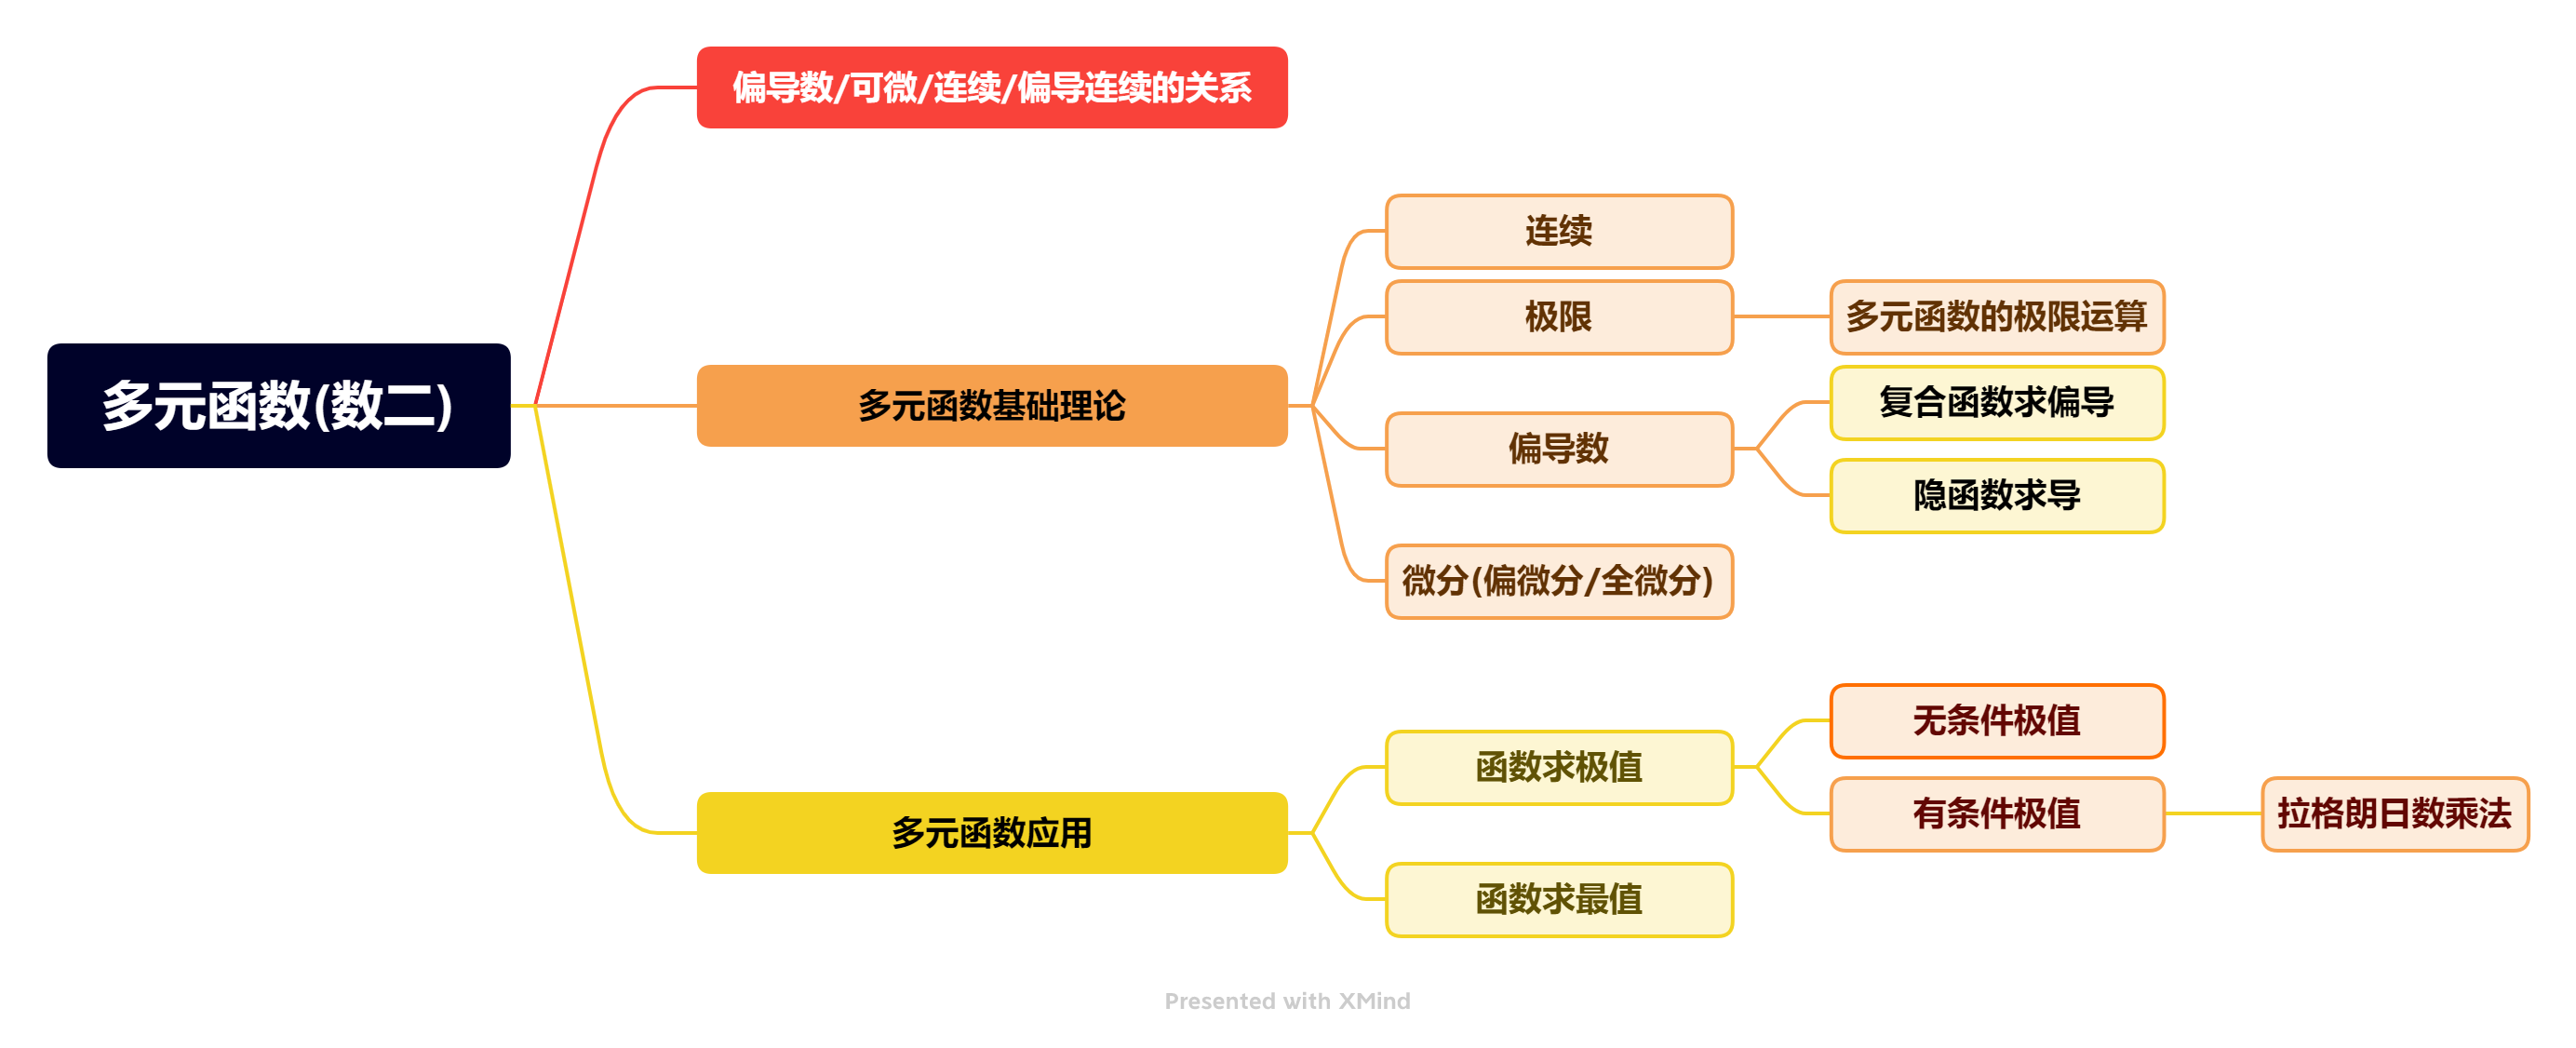 偏导数/可微/连续/偏导连续的关系
连续
极限
多元函数的极限运算
多元函数(数二)
多元函数基础理论
复合函数求偏导
偏导数
隐函数求导
微分(偏微分/全微分)
无条件极值
函数求极值
有条件极值
拉格朗日数乘法
多元函数应用
函数求最值
Presented with XMind